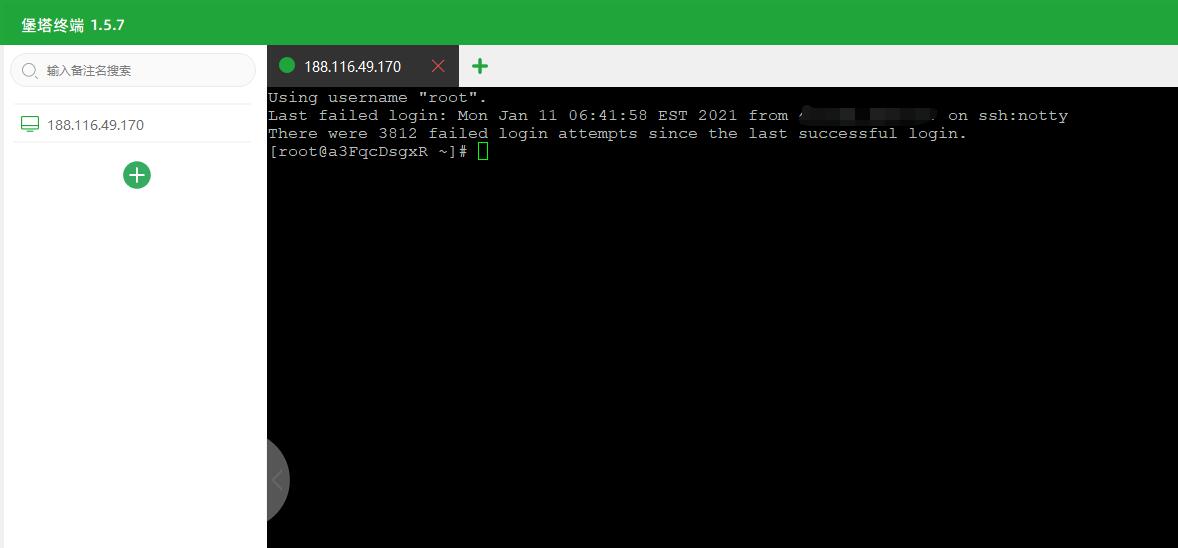 堡塔终端 1.5.7
输入备注名搜索
188.116.49.170
188.116.49.170
Using username "root".
Last failed login: Mon Jan 11 06:41:58 EST 2021 from on ssh:notty
There were 3812 failed login attempts since the last successful login.
[root@a3FqcDsgxR ~]#